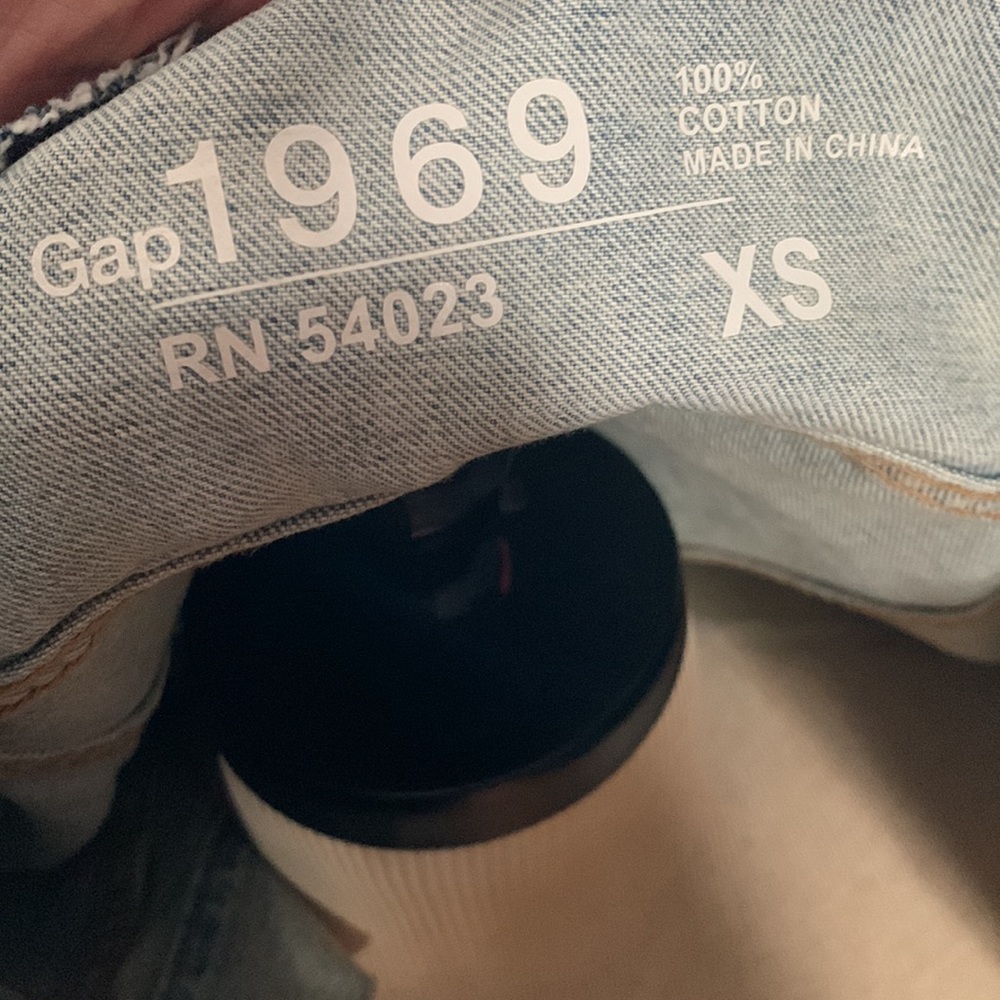 Gap 1969
100%
COTTON
MADE IN CHINA
RN 54023
XS